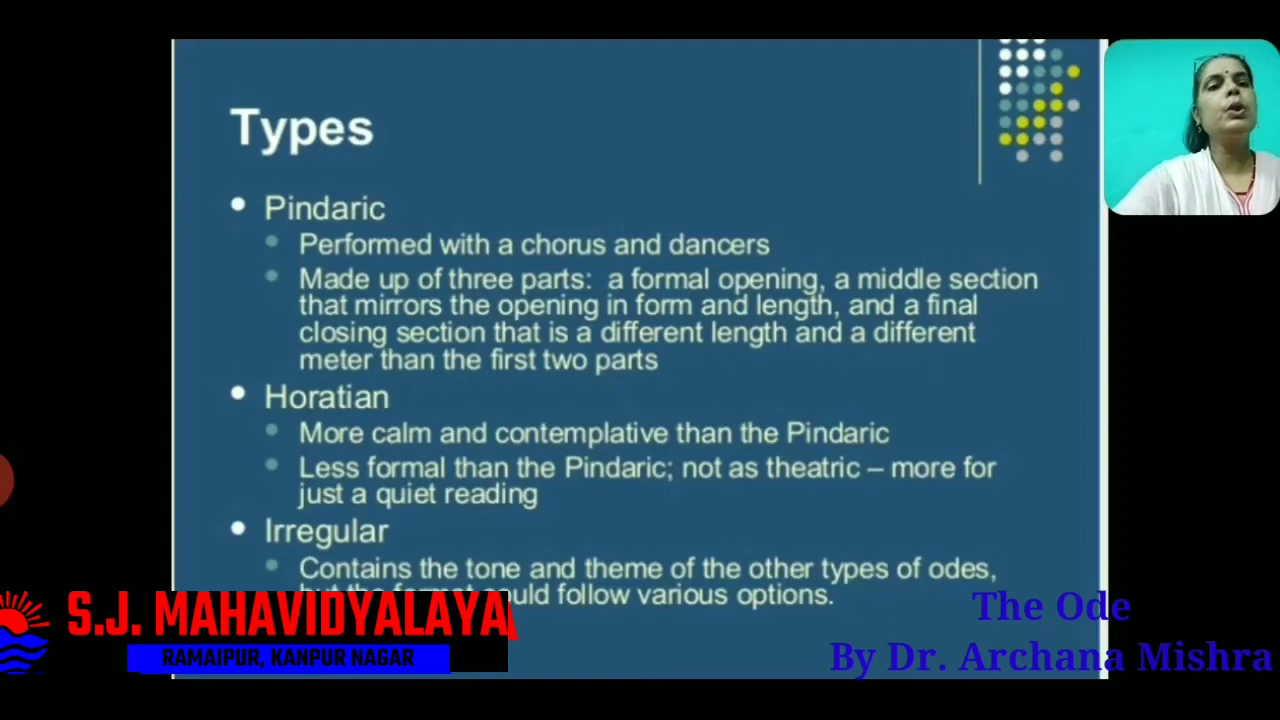 Types
Pindaric
Performed with a chorus and dancers
Made up of three parts: a formal opening, a middle section
that mirrors the opening in form and length, and a final
closing section that is a different length and a different
meter than the first two parts
Horatian
More calm and contemplative than the Pindaric
Less formal than the Pindaric; not as theatric – more for
just a quiet reading
Irregular
Contains the tone and theme of the other types of odes,
follow various options.
S.J. MAHAVIDYALAYA
RAMAIPUR, KANPUR NAGAR
The Ode
By Dr. Archana Mishra